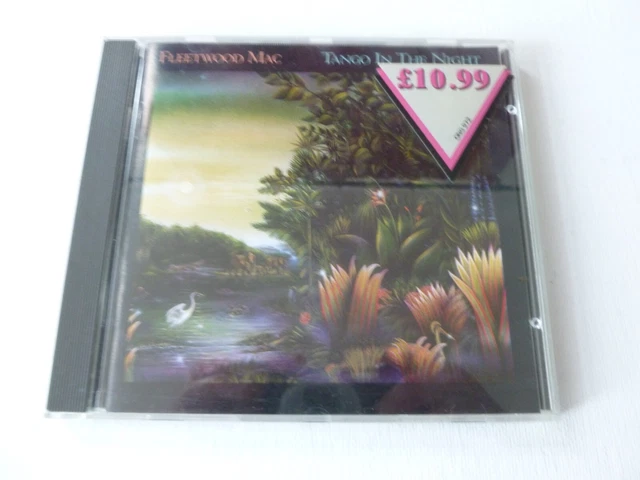 FLEETWOOD MAC TANGO IN THE NIGHT
£10.99